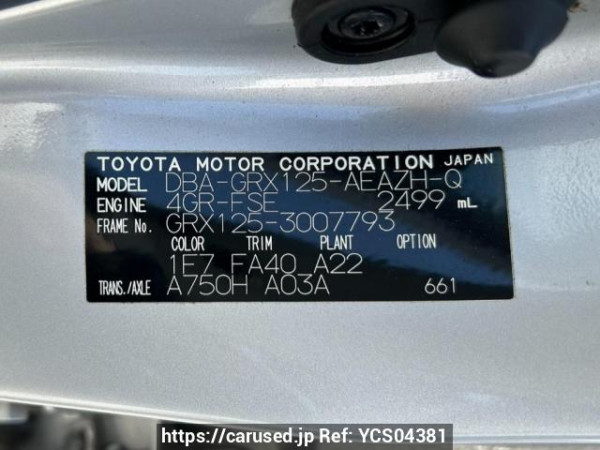 TOYOTA MOTOR CORPORATION JAPAN
MODEL DBA-GRX125-AEAZH-Q
ENGINE 4GR-FSE 2499 mL
FRAME No. GRX125-3007793
COLOR TRIM PLANT OPTION
1E7 FA40 A22
TRANS./AXLE A750H A03A 661
https://carused.jp Ref: YCS04381